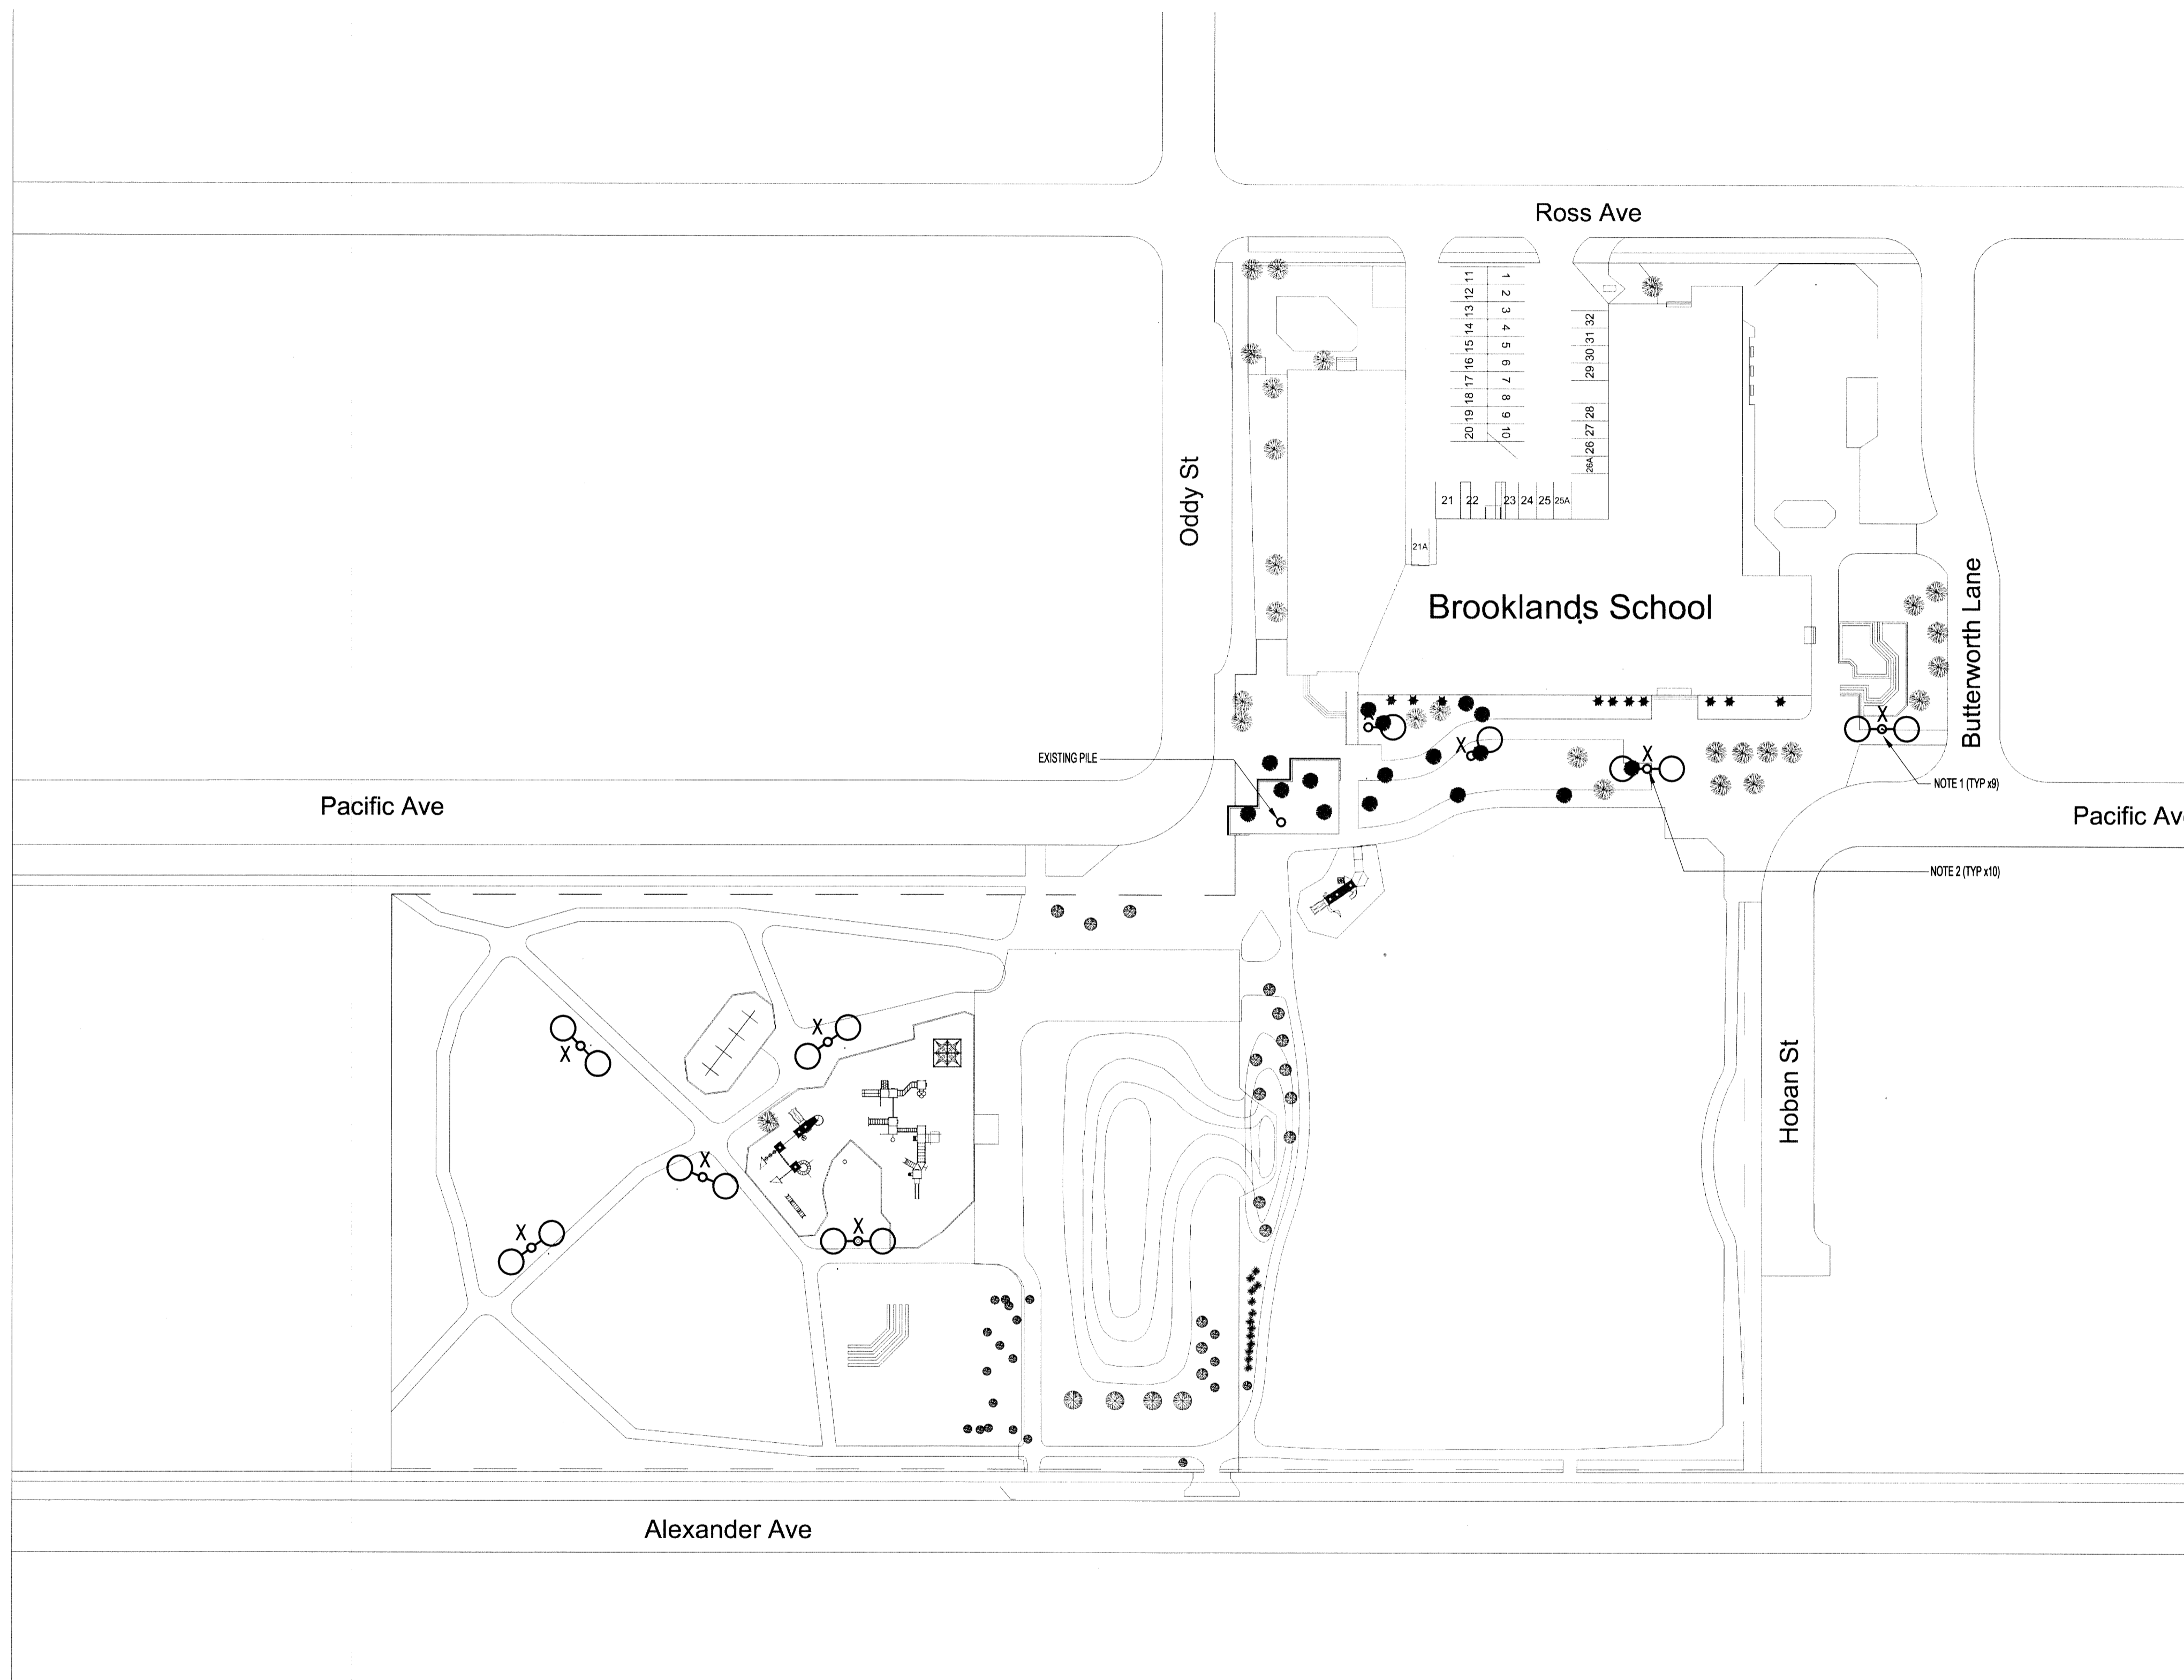 Ross Ave
11 1
12 2
13 3
14 4
15 5
16 6
17 7
18 8
19 9
20 10
32
31
30
29
28
27
26
26A
21 22 23 24 25 25A
21A
Oddy St
Brooklands School
Butterworth Lane
X
X
X
X
EXISTING PILE
NOTE 1 (TYP x9)
Pacific Ave
Pacific Av
NOTE 2 (TYP x10)
X
X
X
Hoban St
X
X
X
Alexander Ave